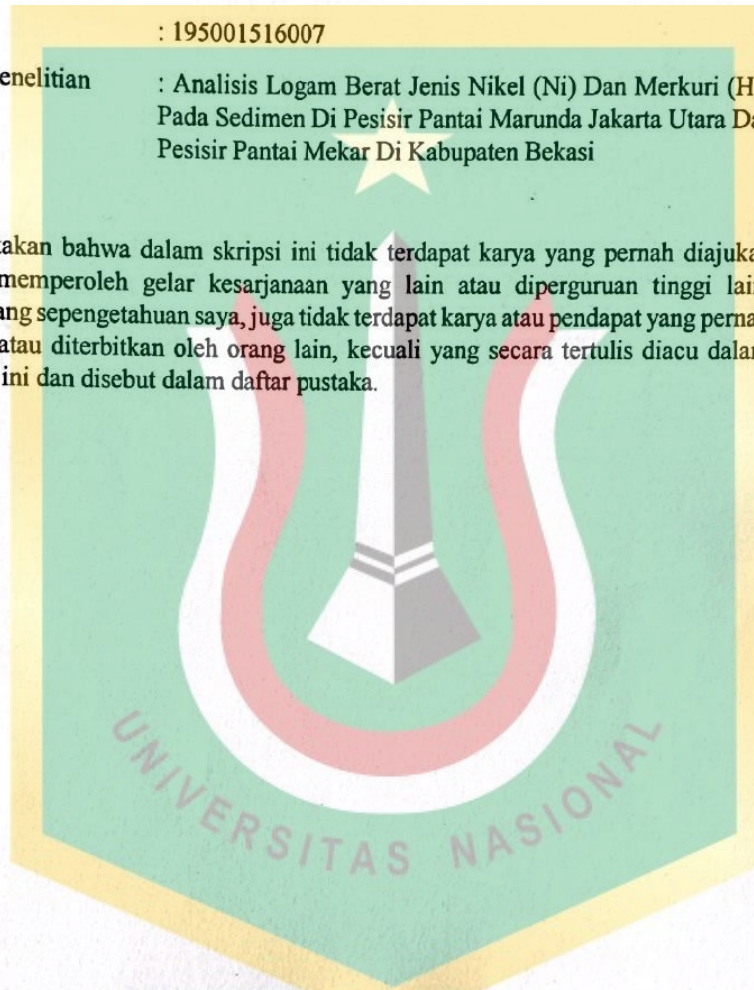 : 195001516007
enelitian : Analisis Logam Berat Jenis Nikel (Ni) Dan Merkuri (H
Pada Sedimen Di Pesisir Pantai Marunda Jakarta Utara Da
Pesisir Pantai Mekar Di Kabupaten Bekasi
takan bahwa dalam skripsi ini tidak terdapat karya yang pernah diajuka
memperoleh gelar kesarjanaan yang lain atau diperguruan tinggi lai
ang sepengetahuan saya, juga tidak terdapat karya atau pendapat yang perna
atau diterbitkan oleh orang lain, kecuali yang secara tertulis diacu dala
ini dan disebut dalam daftar pustaka.
UNIVERSITAS NASIONAL